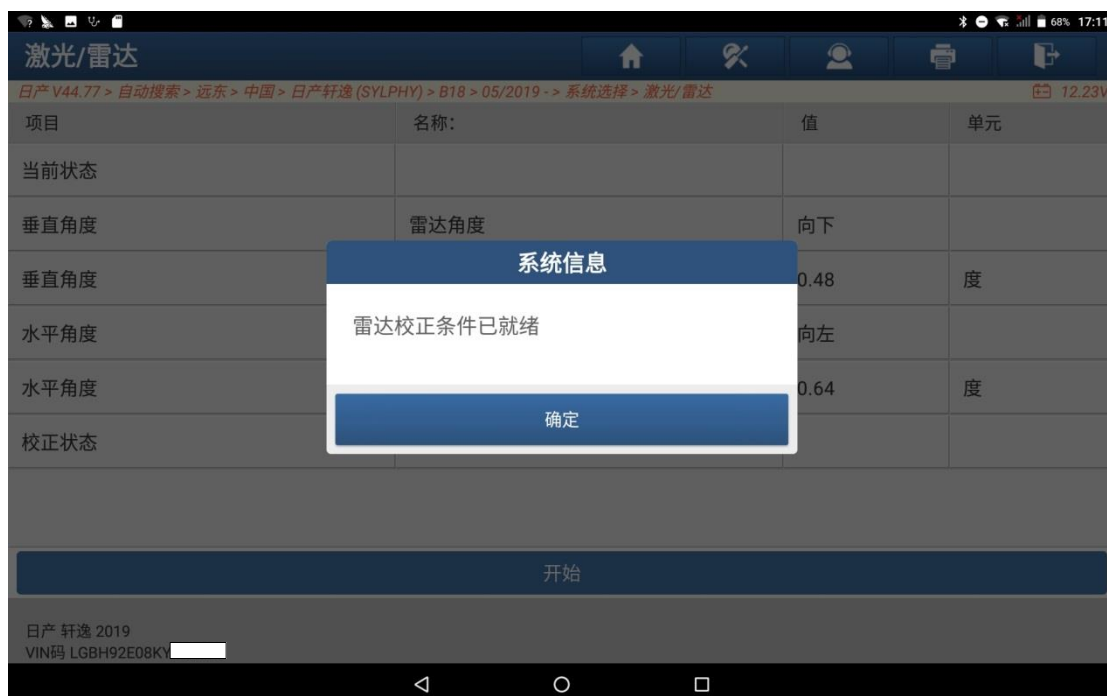 68% 17:11
激光/雷达
日产 V44.77 > 自动搜索 > 远东 > 中国 > 日产轩逸 (SYLPHY) > B18 > 05/2019 - > 系统选择 > 激光/雷达 12.23V
项目 名称: 值 单元
当前状态
垂直角度 雷达角度 向下
系统信息
垂直角度 0.48 度
雷达校正条件已就绪
水平角度 向左
水平角度 0.64 度
确定
校正状态
开始
日产 轩逸 2019
VIN码 LGBH92E08KY